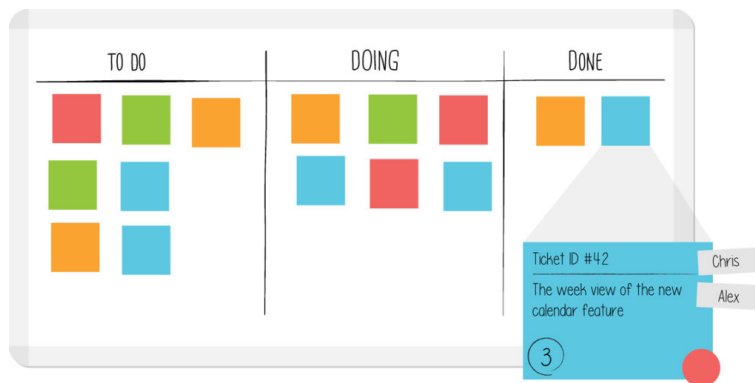 TO DO
DOING
DONE
Ticket ID #42
The week view of the new
calendar feature
3
Chris
Alex